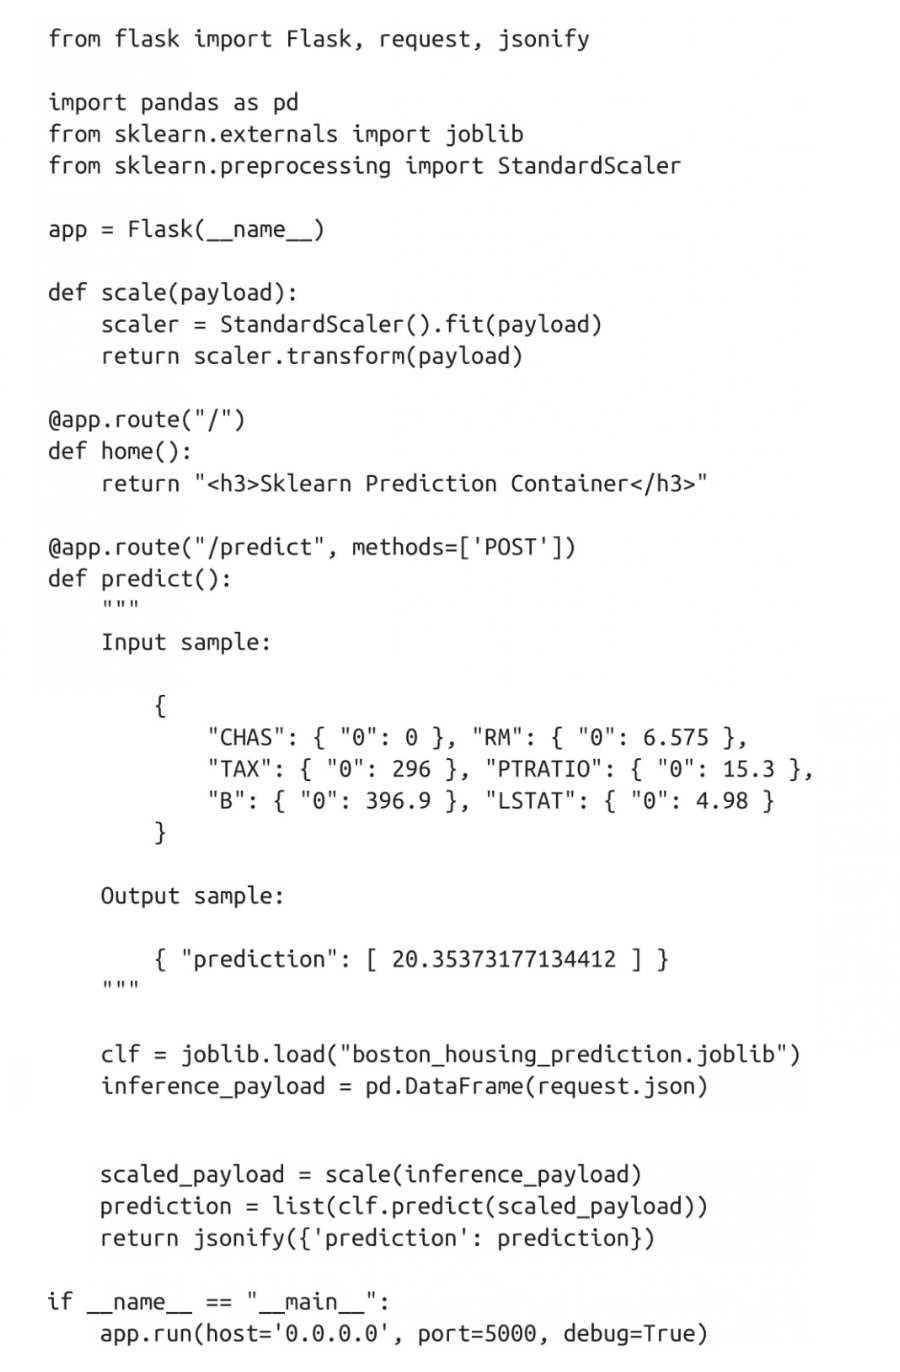 from flask import Flask, request, jsonify

import pandas as pd
from sklearn.externals import joblib
from sklearn.preprocessing import StandardScaler

app = Flask(__name__)

def scale(payload):
    scaler = StandardScaler().fit(payload)
    return scaler.transform(payload)

@app.route("/")
def home():
    return "<h3>Sklearn Prediction Container</h3>"

@app.route("/predict", methods=['POST'])
def predict():
    """
    Input sample:

        {
            "CHAS": { "0": 0 }, "RM": { "0": 6.575 },
            "TAX": { "0": 296 }, "PTRATIO": { "0": 15.3 },
            "B": { "0": 396.9 }, "LSTAT": { "0": 4.98 }
        }

    Output sample:

        { "prediction": [ 20.35373177134412 ] }
    """

    clf = joblib.load("boston_housing_prediction.joblib")
    inference_payload = pd.DataFrame(request.json)


    scaled_payload = scale(inference_payload)
    prediction = list(clf.predict(scaled_payload))
    return jsonify({'prediction': prediction})

if __name__ == "__main__":
    app.run(host='0.0.0.0', port=5000, debug=True)